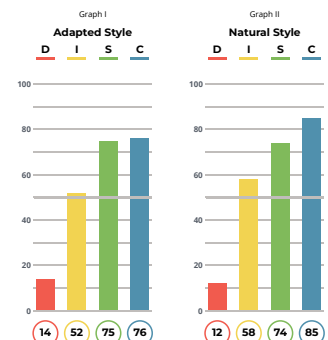 Graph I
Adapted Style
D I S C
100
80
60
40
20
0
14 52 75 76
Graph II
Natural Style
D I S C
100
80
60
40
20
0
12 58 74 85